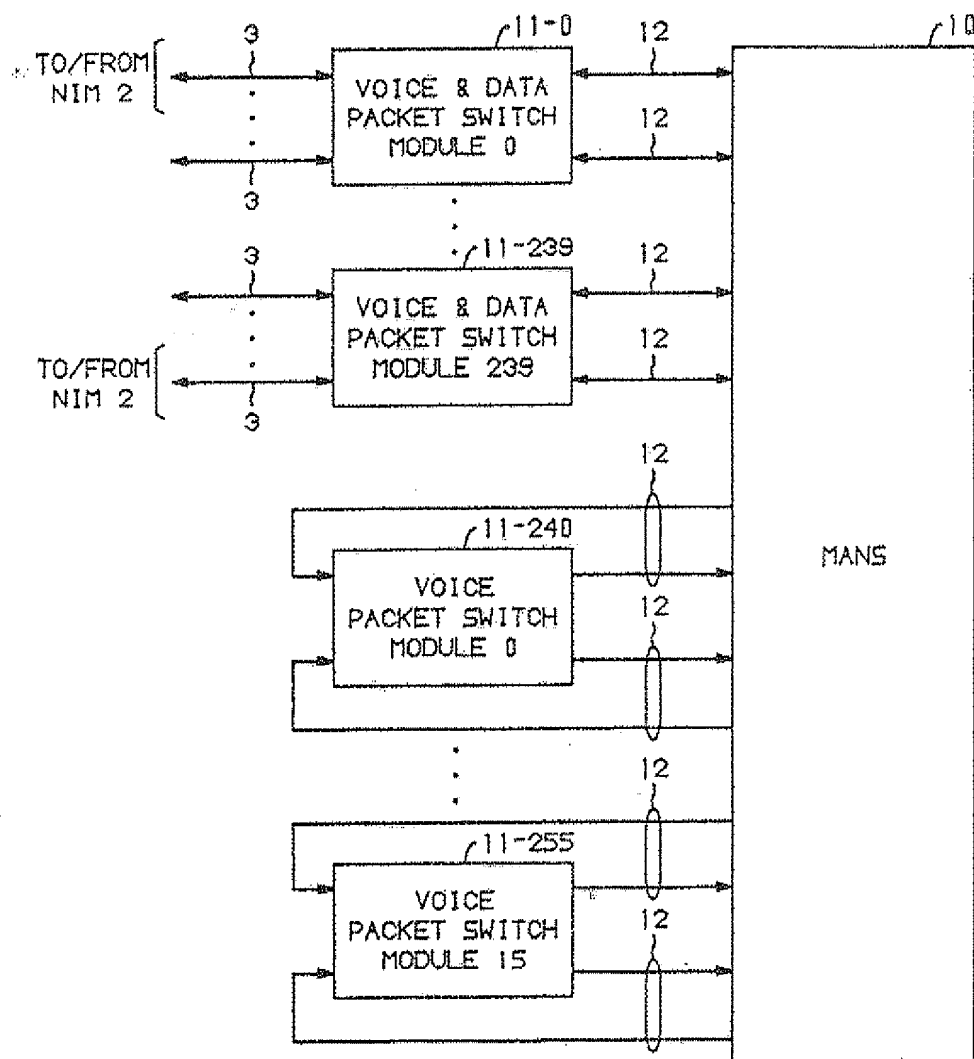 11-0
12
10
3
TO/FROM
NIM 2
VOICE & DATA
PACKET SWITCH
MODULE 0
12
3
11-239
3
12
VOICE & DATA
PACKET SWITCH
MODULE 239
12
TO/FROM
NIM 2
3
12
11-240
VOICE
PACKET SWITCH
MODULE 0
MANS
12
12
11-255
VOICE
PACKET SWITCH
MODULE 15
12